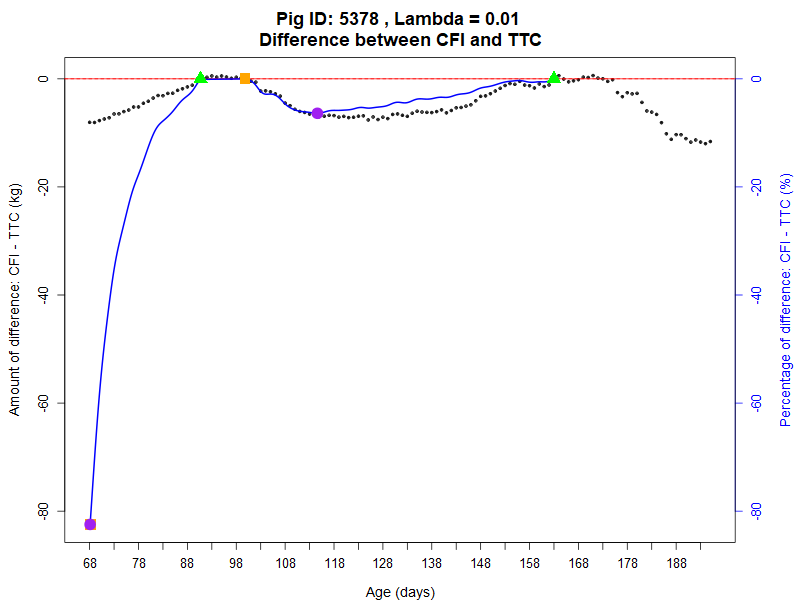 Pig ID: 5378 , Lambda = 0.01
Difference between CFI and TTC
Amount of difference: CFI - TTC (kg)
0
-20
-40
-60
-80
0
-20
-40
-60
-80
Percentage of difference: CFI - TTC (%)
68 78 88 98 108 118 128 138 148 158 168 178 188
Age (days)